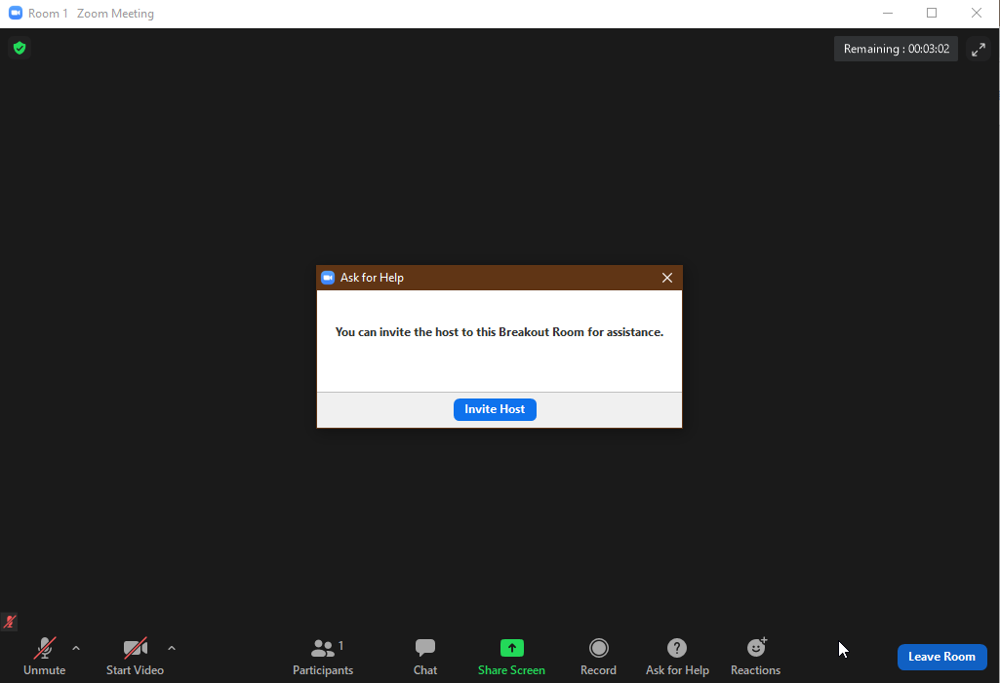 Room 1 Zoom Meeting
Remaining : 00:03:02
Ask for Help
You can invite the host to this Breakout Room for assistance.
Invite Host
1
Unmute Start Video Participants Chat Share Screen Record Ask for Help Reactions Leave Room